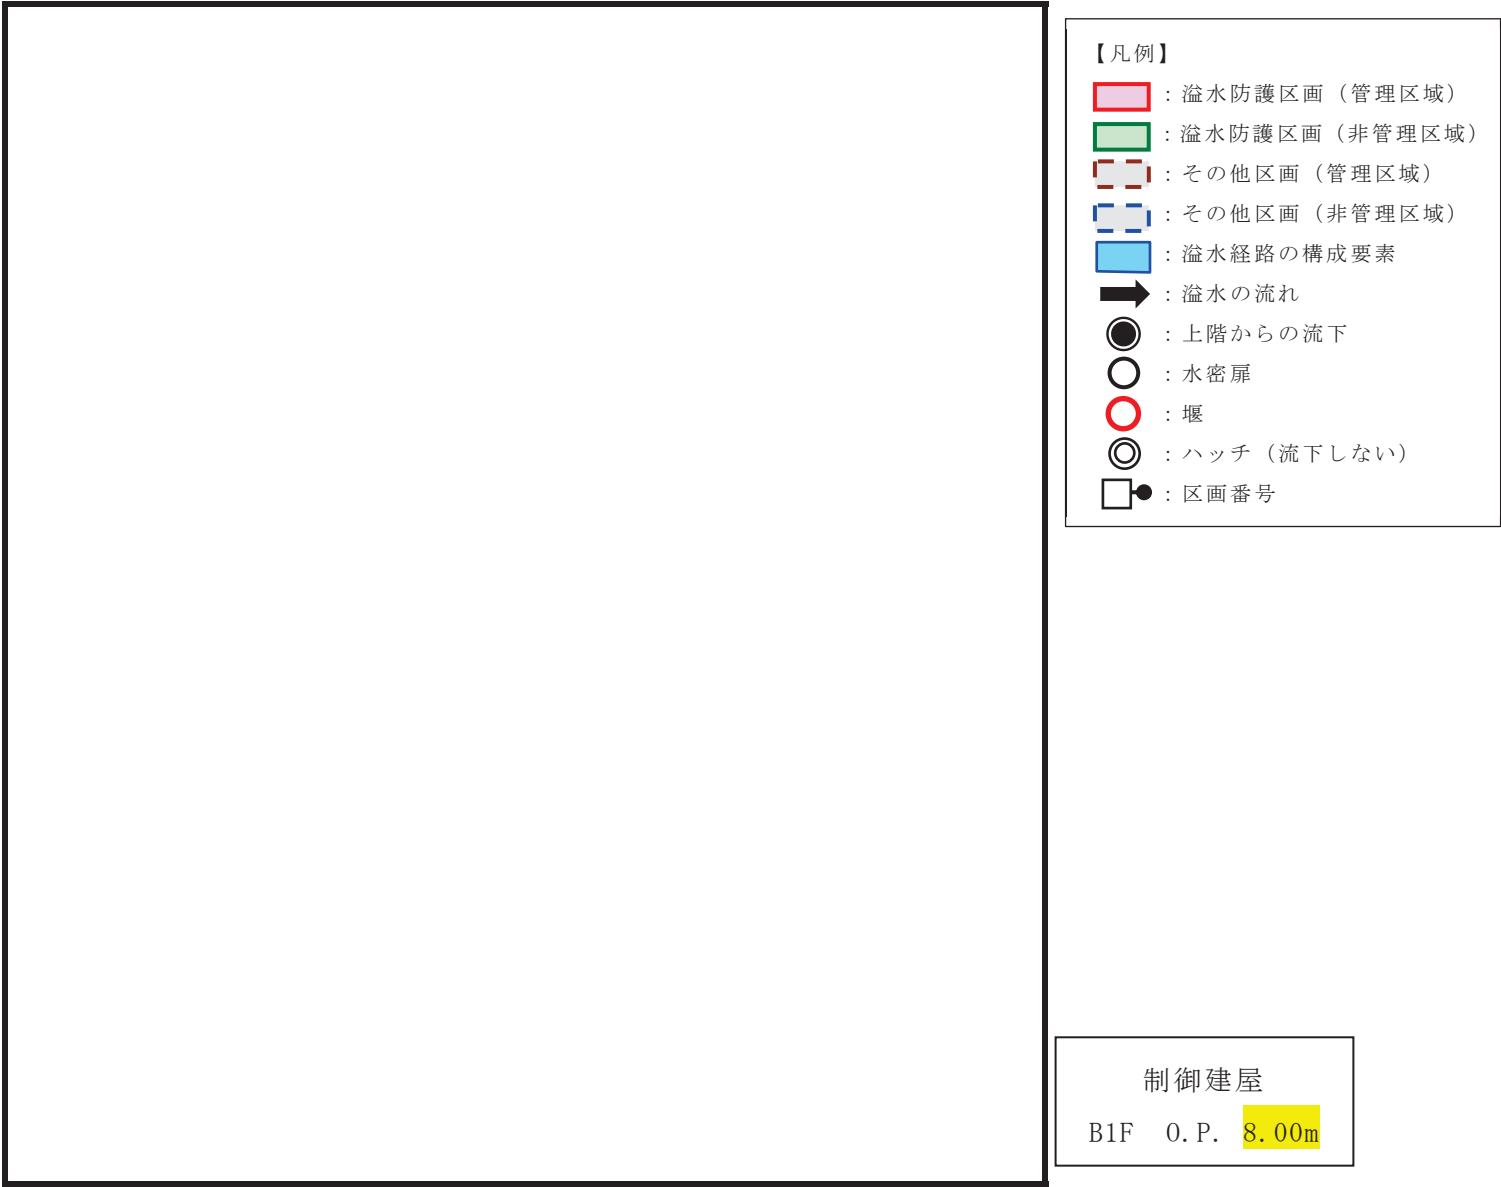 【凡例】
：溢水防護区画（管理区域）
：溢水防護区画（非管理区域）
：その他区画（管理区域）
：その他区画（非管理区域）
：溢水経路の構成要素
：溢水の流れ
：上階からの流下
：水密扉
：堰
：ハッチ（流下しない）
：区画番号
制御建屋
B1F O.P. 8.00m